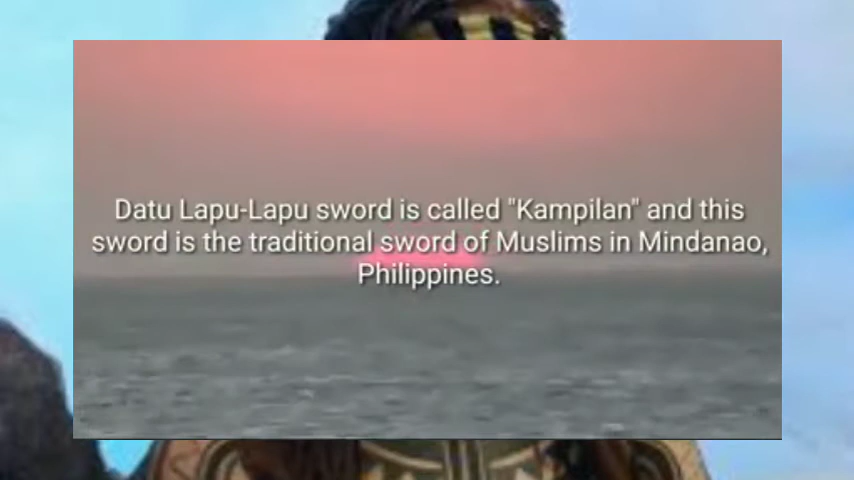 Datu Lapu-Lapu sword is called "Kampilan" and this
sword is the traditional sword of Muslims in Mindanao,
Philippines.